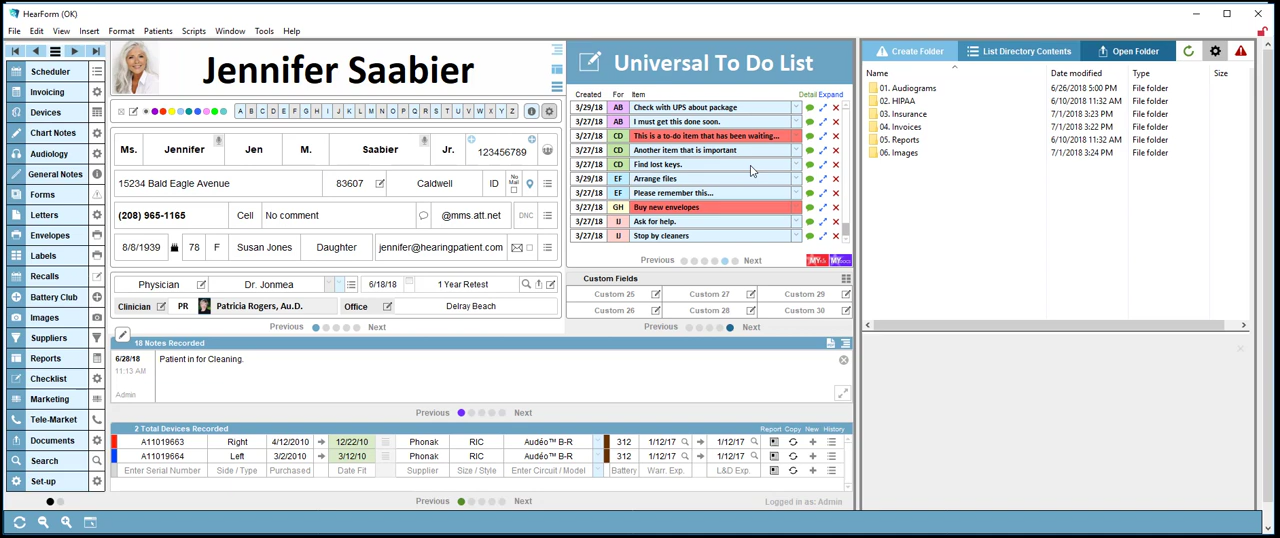 HearForm (OK)
File Edit View Insert Format Patients Scripts Window Tools Help
Scheduler
Invoicing
Devices
Chart Notes
Audiology
General Notes
Forms
Letters
Envelopes
Labels
Recalls
Battery Club
Images
Suppliers
Reports
Checklist
Marketing
Tele-Market
Documents
Search
Set-up
Jennifer Saabier
A B C D E F G H I J K L M N O P Q R S T U V W X Y Z
Ms. Jennifer Jen M. Saabier Jr. 123456789
15234 Bald Eagle Avenue 83607 Caldwell ID No Mail
(208) 965-1165 Cell No comment @mms.att.net DNC
8/8/1939 78 F Susan Jones Daughter jennifer@hearingpatient.com
Physician Dr. Jonmea 6/18/18 1 Year Retest
Clinician PR Patricia Rogers, Au.D. Office Delray Beach
Previous Next
Universal To Do List
Created For Item Detail Expand
3/29/18 AB Check with UPS about package
3/29/18 AB I must get this done soon.
3/27/18 CD This is a to-do item that has been waiting...
3/27/18 CD Another item that is important
3/27/18 CD Find lost keys.
3/29/18 EF Arrange files
3/27/18 EF Please remember this...
3/27/18 GH Buy new envelopes
3/27/18 IJ Ask for help.
3/27/18 IJ Stop by cleaners
Previous Next
Custom Fields
Custom 25 Custom 27 Custom 29
Custom 26 Custom 28 Custom 30
Previous Next
18 Notes Recorded
6/28/18 Patient in for Cleaning.
11:13 AM
Admin
Previous Next
2 Total Devices Recorded Report Copy New History
A11019663 Right 4/12/2010 12/22/10 Phonak RIC Audéo™ B-R 312 1/12/17 1/12/17
A11019664 Left 3/2/2010 3/12/10 Phonak RIC Audéo™ B-R 312 1/12/17 1/12/17
Enter Serial Number Side / Type Purchased Date Fit Supplier Size / Style Enter Circuit / Model Battery Warr. Exp. L&D Exp.
Previous Next Logged in as: Admin
Create Folder List Directory Contents Open Folder
Name Date modified Type Size
01. Audiograms 6/26/2018 5:00 PM File folder
02. HIPAA 6/10/2018 11:32 AM File folder
03. Insurance 7/1/2018 3:23 PM File folder
04. Invoices 7/1/2018 3:22 PM File folder
05. Reports 6/10/2018 11:32 AM File folder
06. Images 7/1/2018 3:24 PM File folder